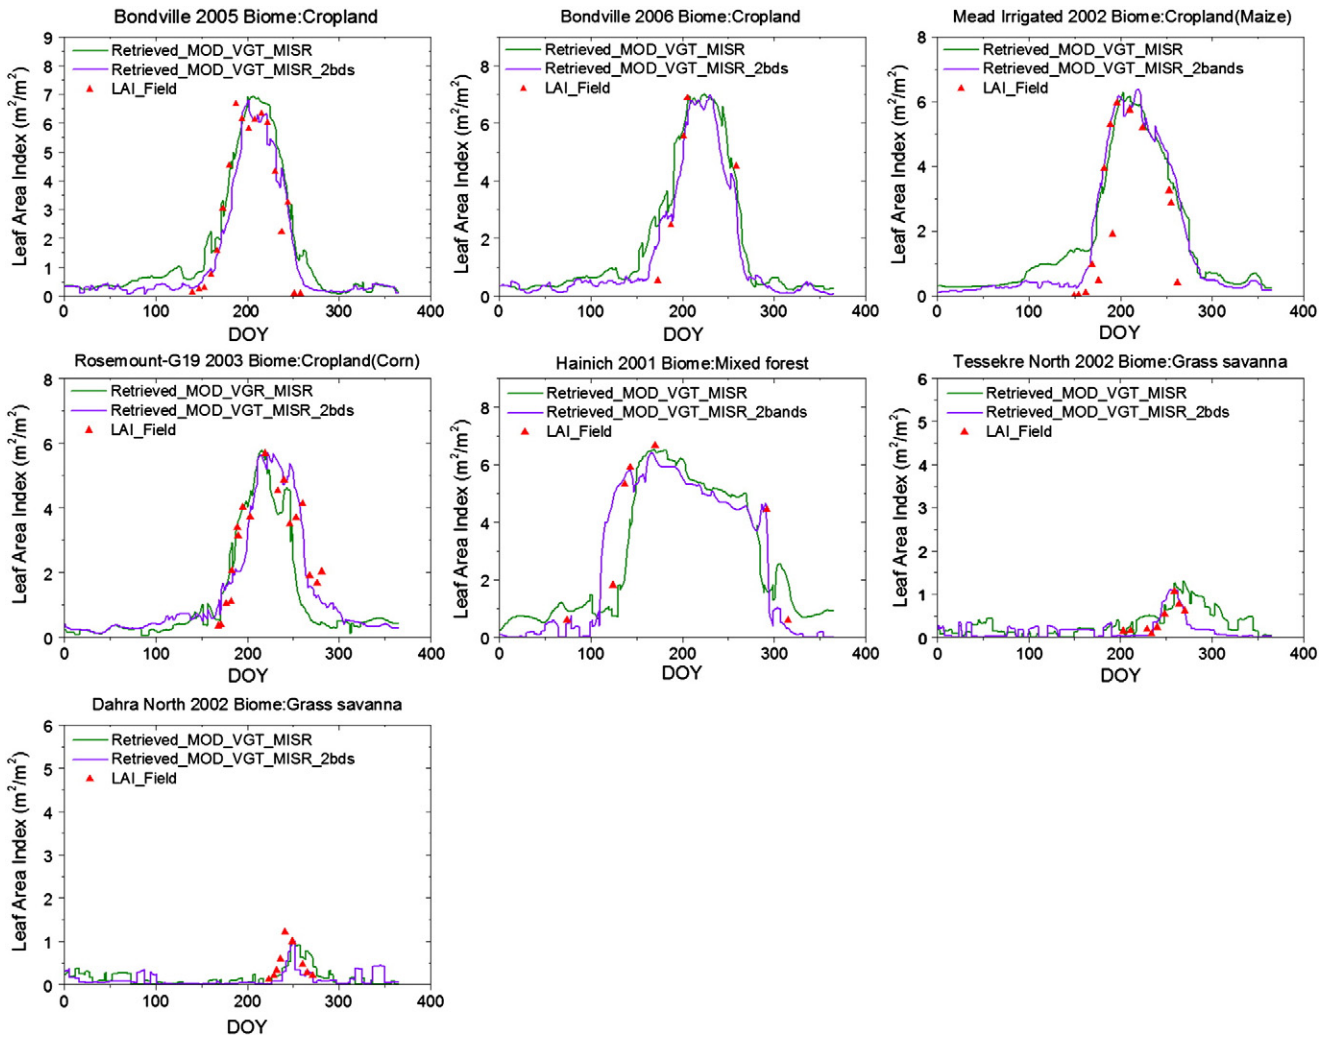 Bondville 2005 Biome:Cropland
Leaf Area Index (m²/m²)
9
8
7
6
5
4
3
2
1
0
Retrieved_MOD_VGT_MISR
Retrieved_MOD_VGT_MISR_2bds
LAI_Field
0 100 200 300 400
DOY
Bondville 2006 Biome:Cropland
Leaf Area Index (m²/m²)
8
6
4
2
0
Retrieved_MOD_VGT_MISR
Retrieved_MOD_VGT_MISR_2bds
LAI_Field
0 100 200 300 400
DOY
Mead Irrigated 2002 Biome:Cropland(Maize)
Leaf Area Index (m²/m²)
8
6
4
2
0
Retrieved_MOD_VGT_MISR
Retrieved_MOD_VGT_MISR_2bands
LAI_Field
0 100 200 300 400
DOY
Rosemount-G19 2003 Biome:Cropland(Corn)
Leaf Area Index (m²/m²)
8
6
4
2
0
Retrieved_MOD_VGR_MISR
Retrieved_MOD_VGT_MISR_2bds
LAI_Field
0 100 200 300 400
DOY
Hainich 2001 Biome:Mixed forest
Leaf Area Index (m²/m²)
8
6
4
2
0
Retrieved_MOD_VGT_MISR
Retrieved_MOD_VGT_MISR_2bands
LAI_Field
0 100 200 300 400
DOY
Tessekre North 2002 Biome:Grass savanna
Leaf Area Index (m²/m²)
6
5
4
3
2
1
0
Retrieved_MOD_VGT_MISR
Retrieved_MOD_VGT_MISR_2bds
LAI_Field
0 100 200 300 400
DOY
Dahra North 2002 Biome:Grass savanna
Leaf Area Index (m²/m²)
6
5
4
3
2
1
0
Retrieved_MOD_VGT_MISR
Retrieved_MOD_VGT_MISR_2bds
LAI_Field
0 100 200 300 400
DOY